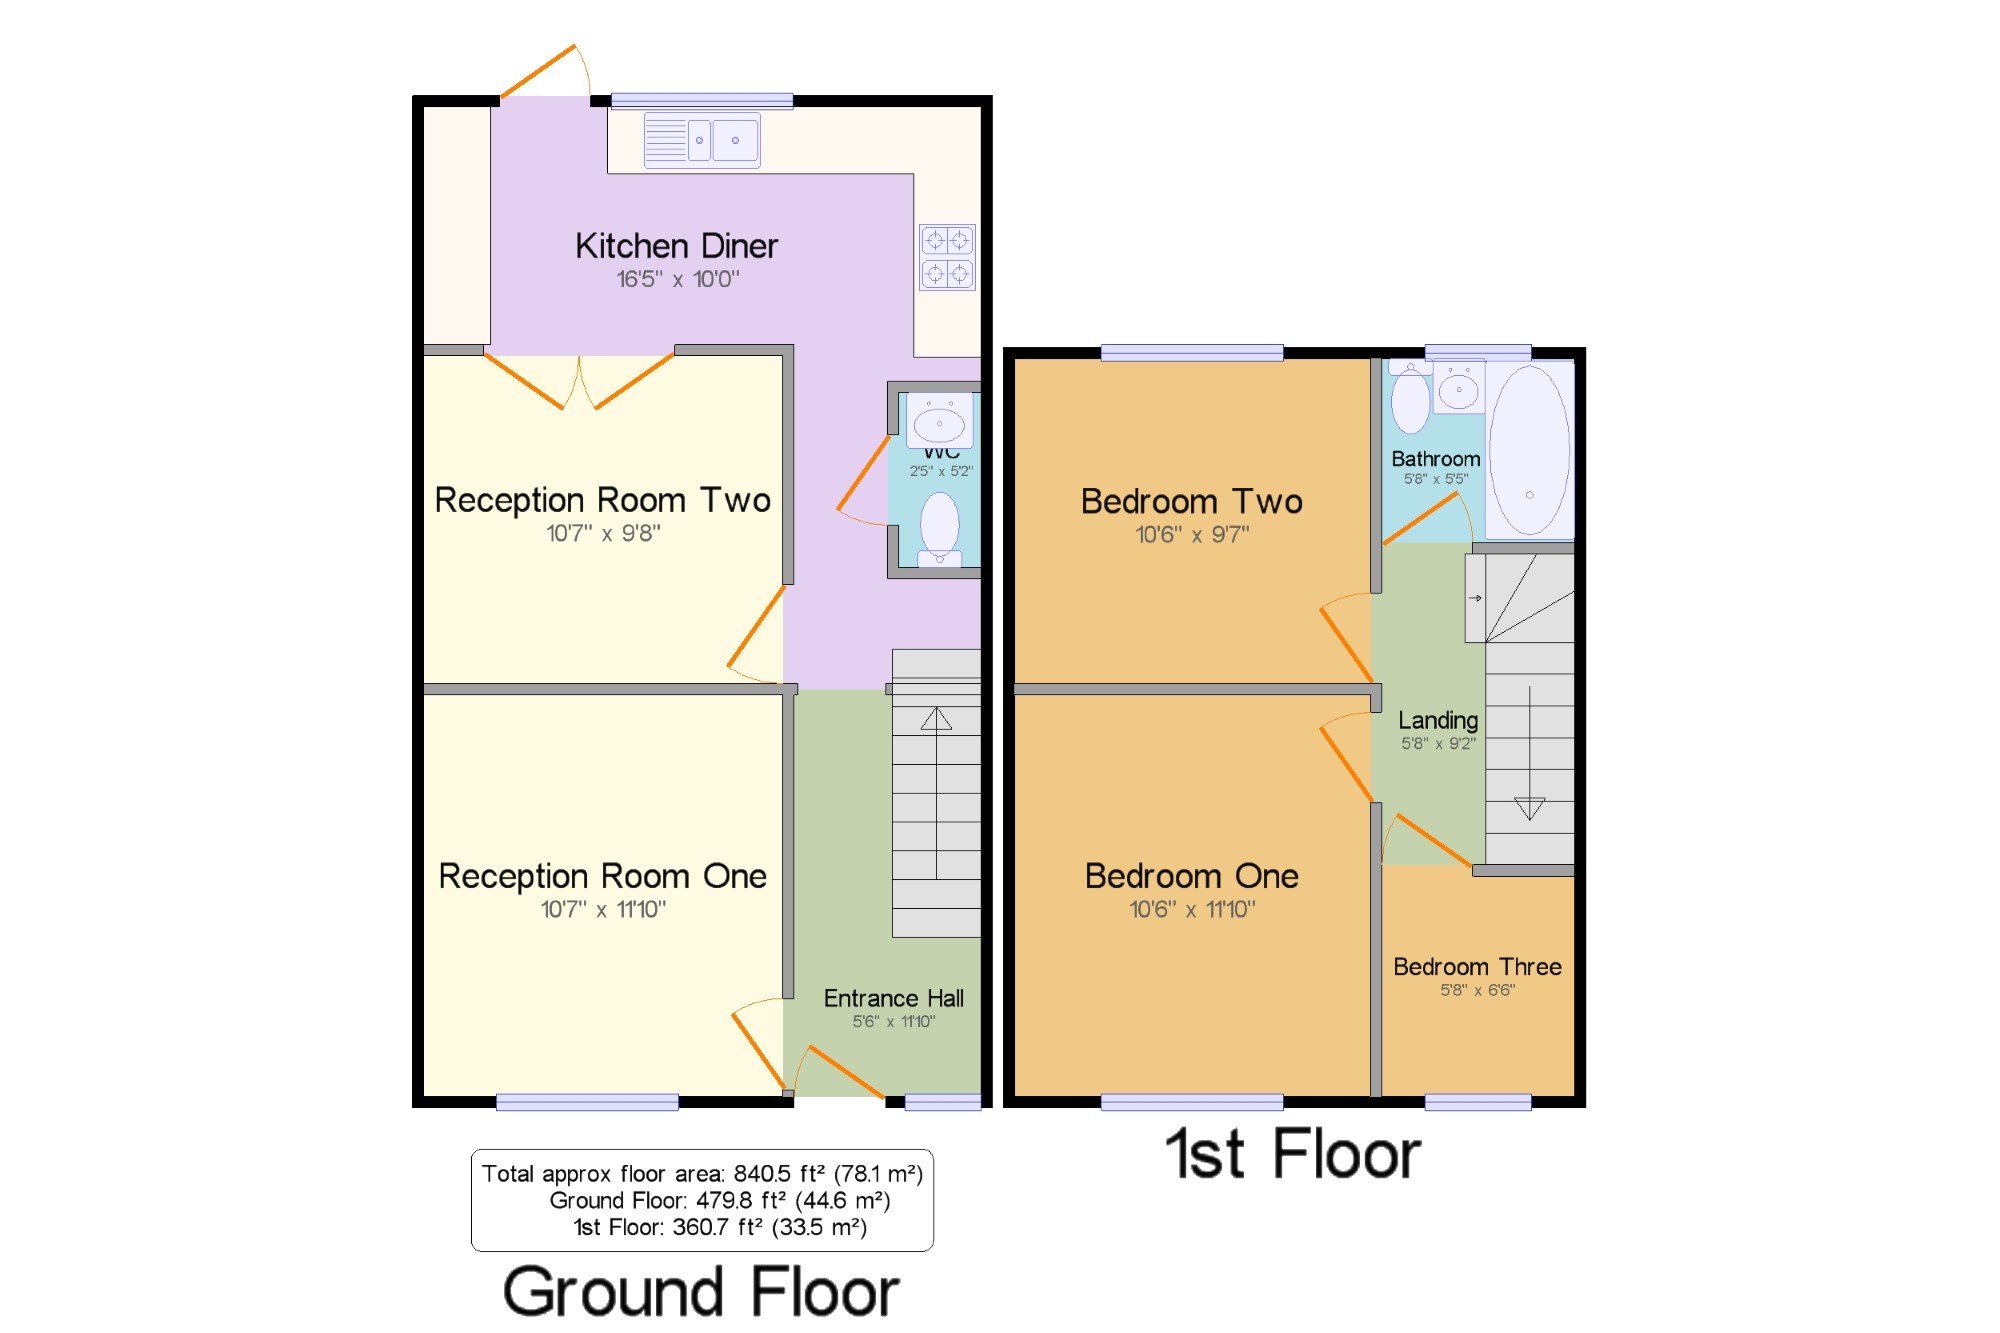 Kitchen Diner
16'5" x 10'0"
WC
2'5" x 5'2"
Reception Room Two
10'7" x 9'8"
Reception Room One
10'7" x 11'10"
Entrance Hall
5'6" x 11'10"
Bedroom Two
10'6" x 9'7"
Bathroom
5'8" x 5'5"
Landing
5'8" x 9'2"
Bedroom One
10'6" x 11'10"
Bedroom Three
5'8" x 6'6"
1st Floor
Total approx floor area: 840.5 ft² (78.1 m²)
Ground Floor: 479.8 ft² (44.6 m²)
1st Floor: 360.7 ft² (33.5 m²)
Ground Floor